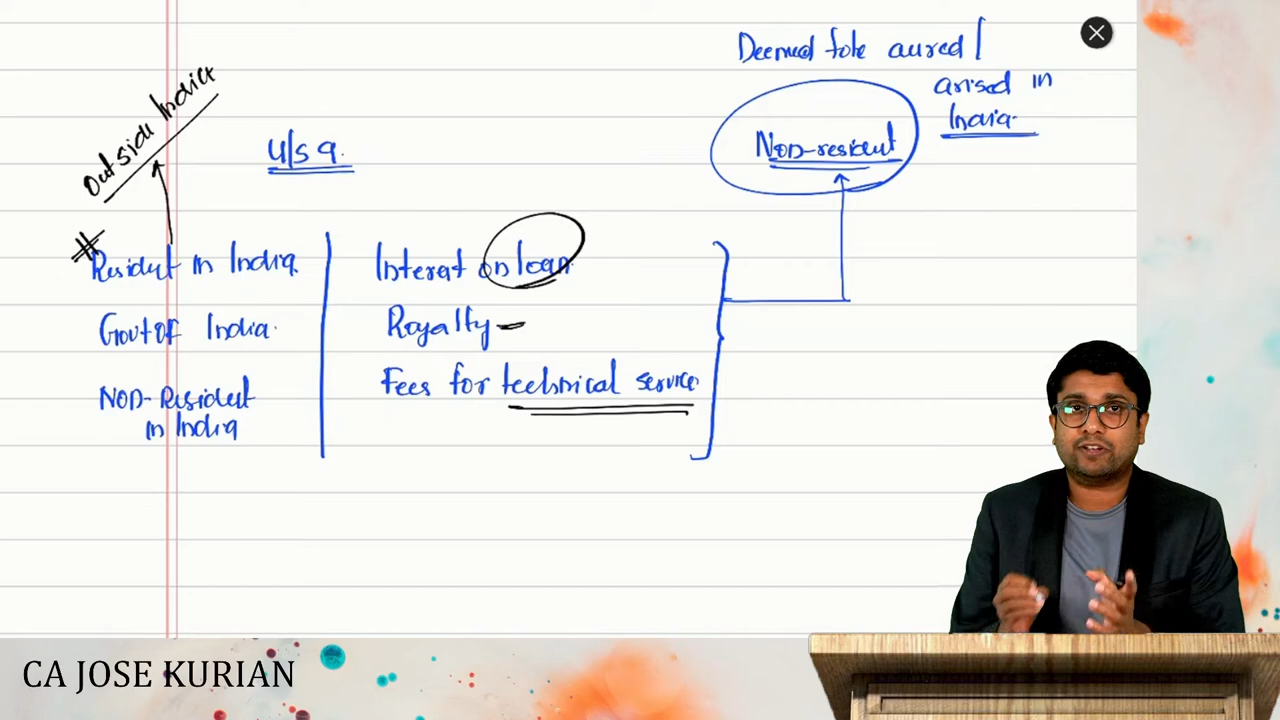 Deemed to be accrued /
arised in
India.
Outside India
U/s 9.
Non-resident
# Resident in India
Interest on loan
Govt of India.
Royalty -
Fees for technical service
Non-Resident
in India
CA JOSE KURIAN